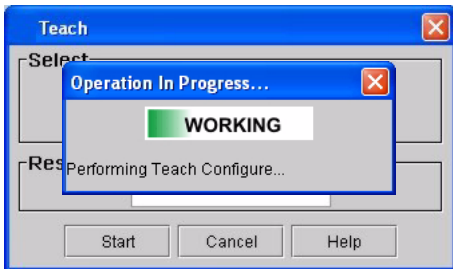 Teach
Select
Operation In Progress...
WORKING
Res
Performing Teach Configure...
Start Cancel Help